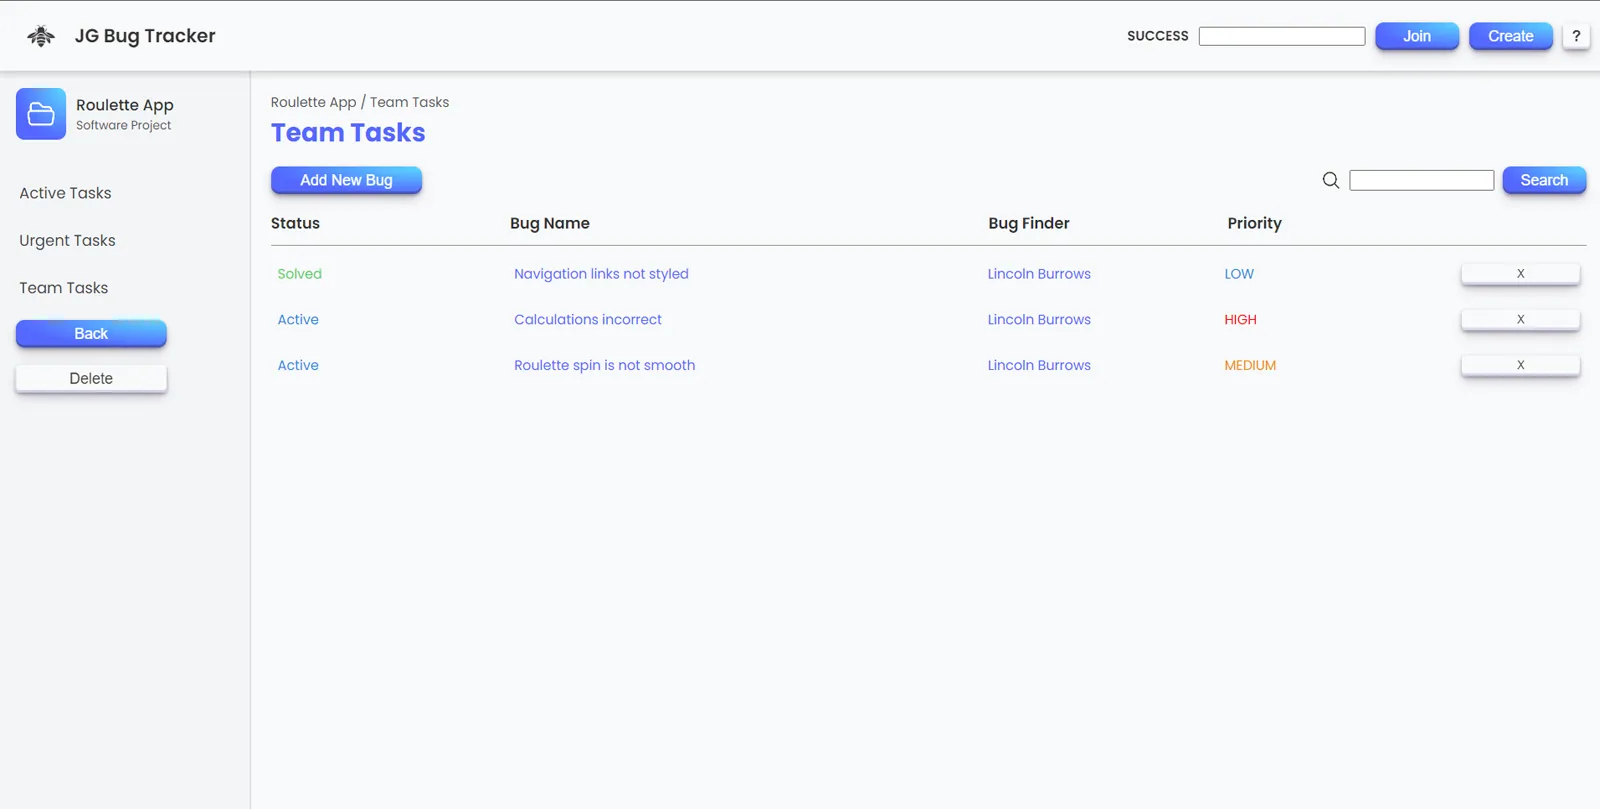 JG Bug Tracker
SUCCESS
Join
Create
?
Roulette App
Software Project
Active Tasks
Urgent Tasks
Team Tasks
Back
Delete
Roulette App / Team Tasks
Team Tasks
Add New Bug
Search
Status Bug Name Bug Finder Priority
Solved Navigation links not styled Lincoln Burrows LOW X
Active Calculations incorrect Lincoln Burrows HIGH X
Active Roulette spin is not smooth Lincoln Burrows MEDIUM X